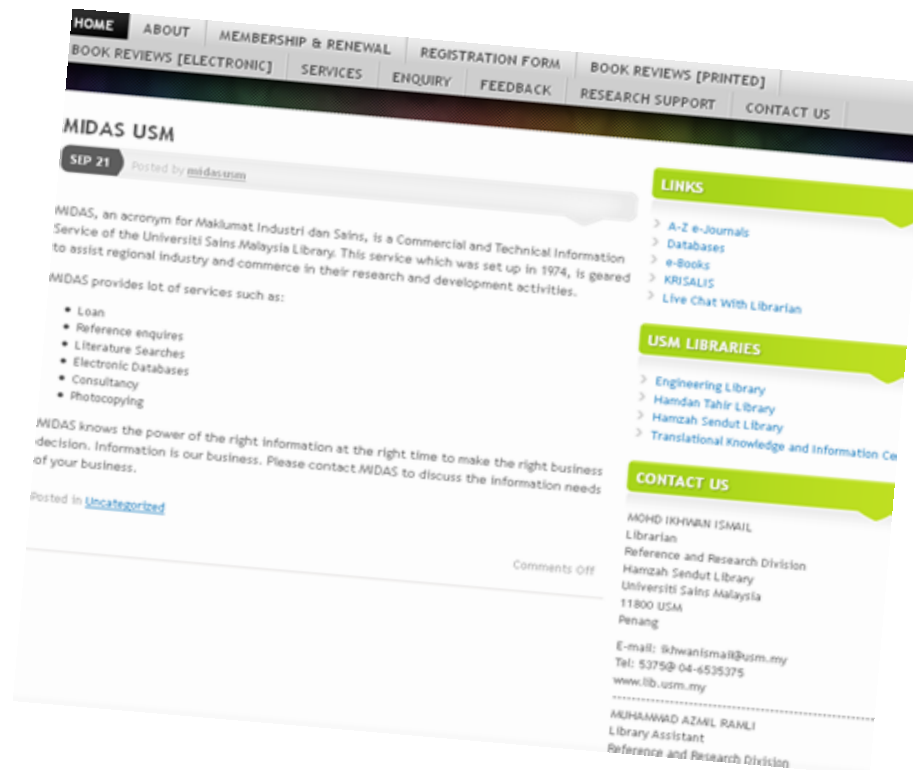 HOME ABOUT MEMBERSHIP & RENEWAL REGISTRATION FORM BOOK REVIEWS [PRINTED]
BOOK REVIEWS [ELECTRONIC] SERVICES ENQUIRY FEEDBACK RESEARCH SUPPORT CONTACT US
MIDAS USM
SEP 21 Posted by midasusm
MIDAS, an acronym for Maklumat Industri dan Sains, is a Commercial and Technical Information
Service of the Universiti Sains Malaysia Library. This service which was set up in 1974, is geared
to assist regional industry and commerce in their research and development activities.
MIDAS provides lot of services such as:
Loan
Reference enquires
Literature Searches
Electronic Databases
Consultancy
Photocopying
MIDAS knows the power of the right information at the right time to make the right business
decision. Information is our business. Please contact MIDAS to discuss the information needs
of your business.
Posted in Uncategorized
Comments Off
LINKS
A-Z e-Journals
Databases
e-Books
KRISALIS
Live Chat With Librarian
USM LIBRARIES
Engineering Library
Hamdan Tahir Library
Hamzah Sendut Library
Translational Knowledge and Information Ce
CONTACT US
MOHD IKHWAN ISMAIL
Librarian
Reference and Research Division
Hamzah Sendut Library
Universiti Sains Malaysia
11800 USM
Penang
E-mail: ikhwanismail@usm.my
Tel: 5375@ 04-6535375
www.lib.usm.my
MUHAMMAD AZMIL RAMLI
Library Assistant
Reference and Research Division